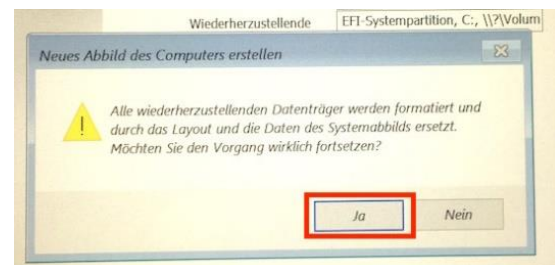 Wiederherzustellende EFI-Systempartition, C:, \\?\Volum
Neues Abbild des Computers erstellen
Alle wiederherzustellenden Datenträger werden formatiert und
durch das Layout und die Daten des Systemabbilds ersetzt.
Möchten Sie den Vorgang wirklich fortsetzen?
Ja Nein